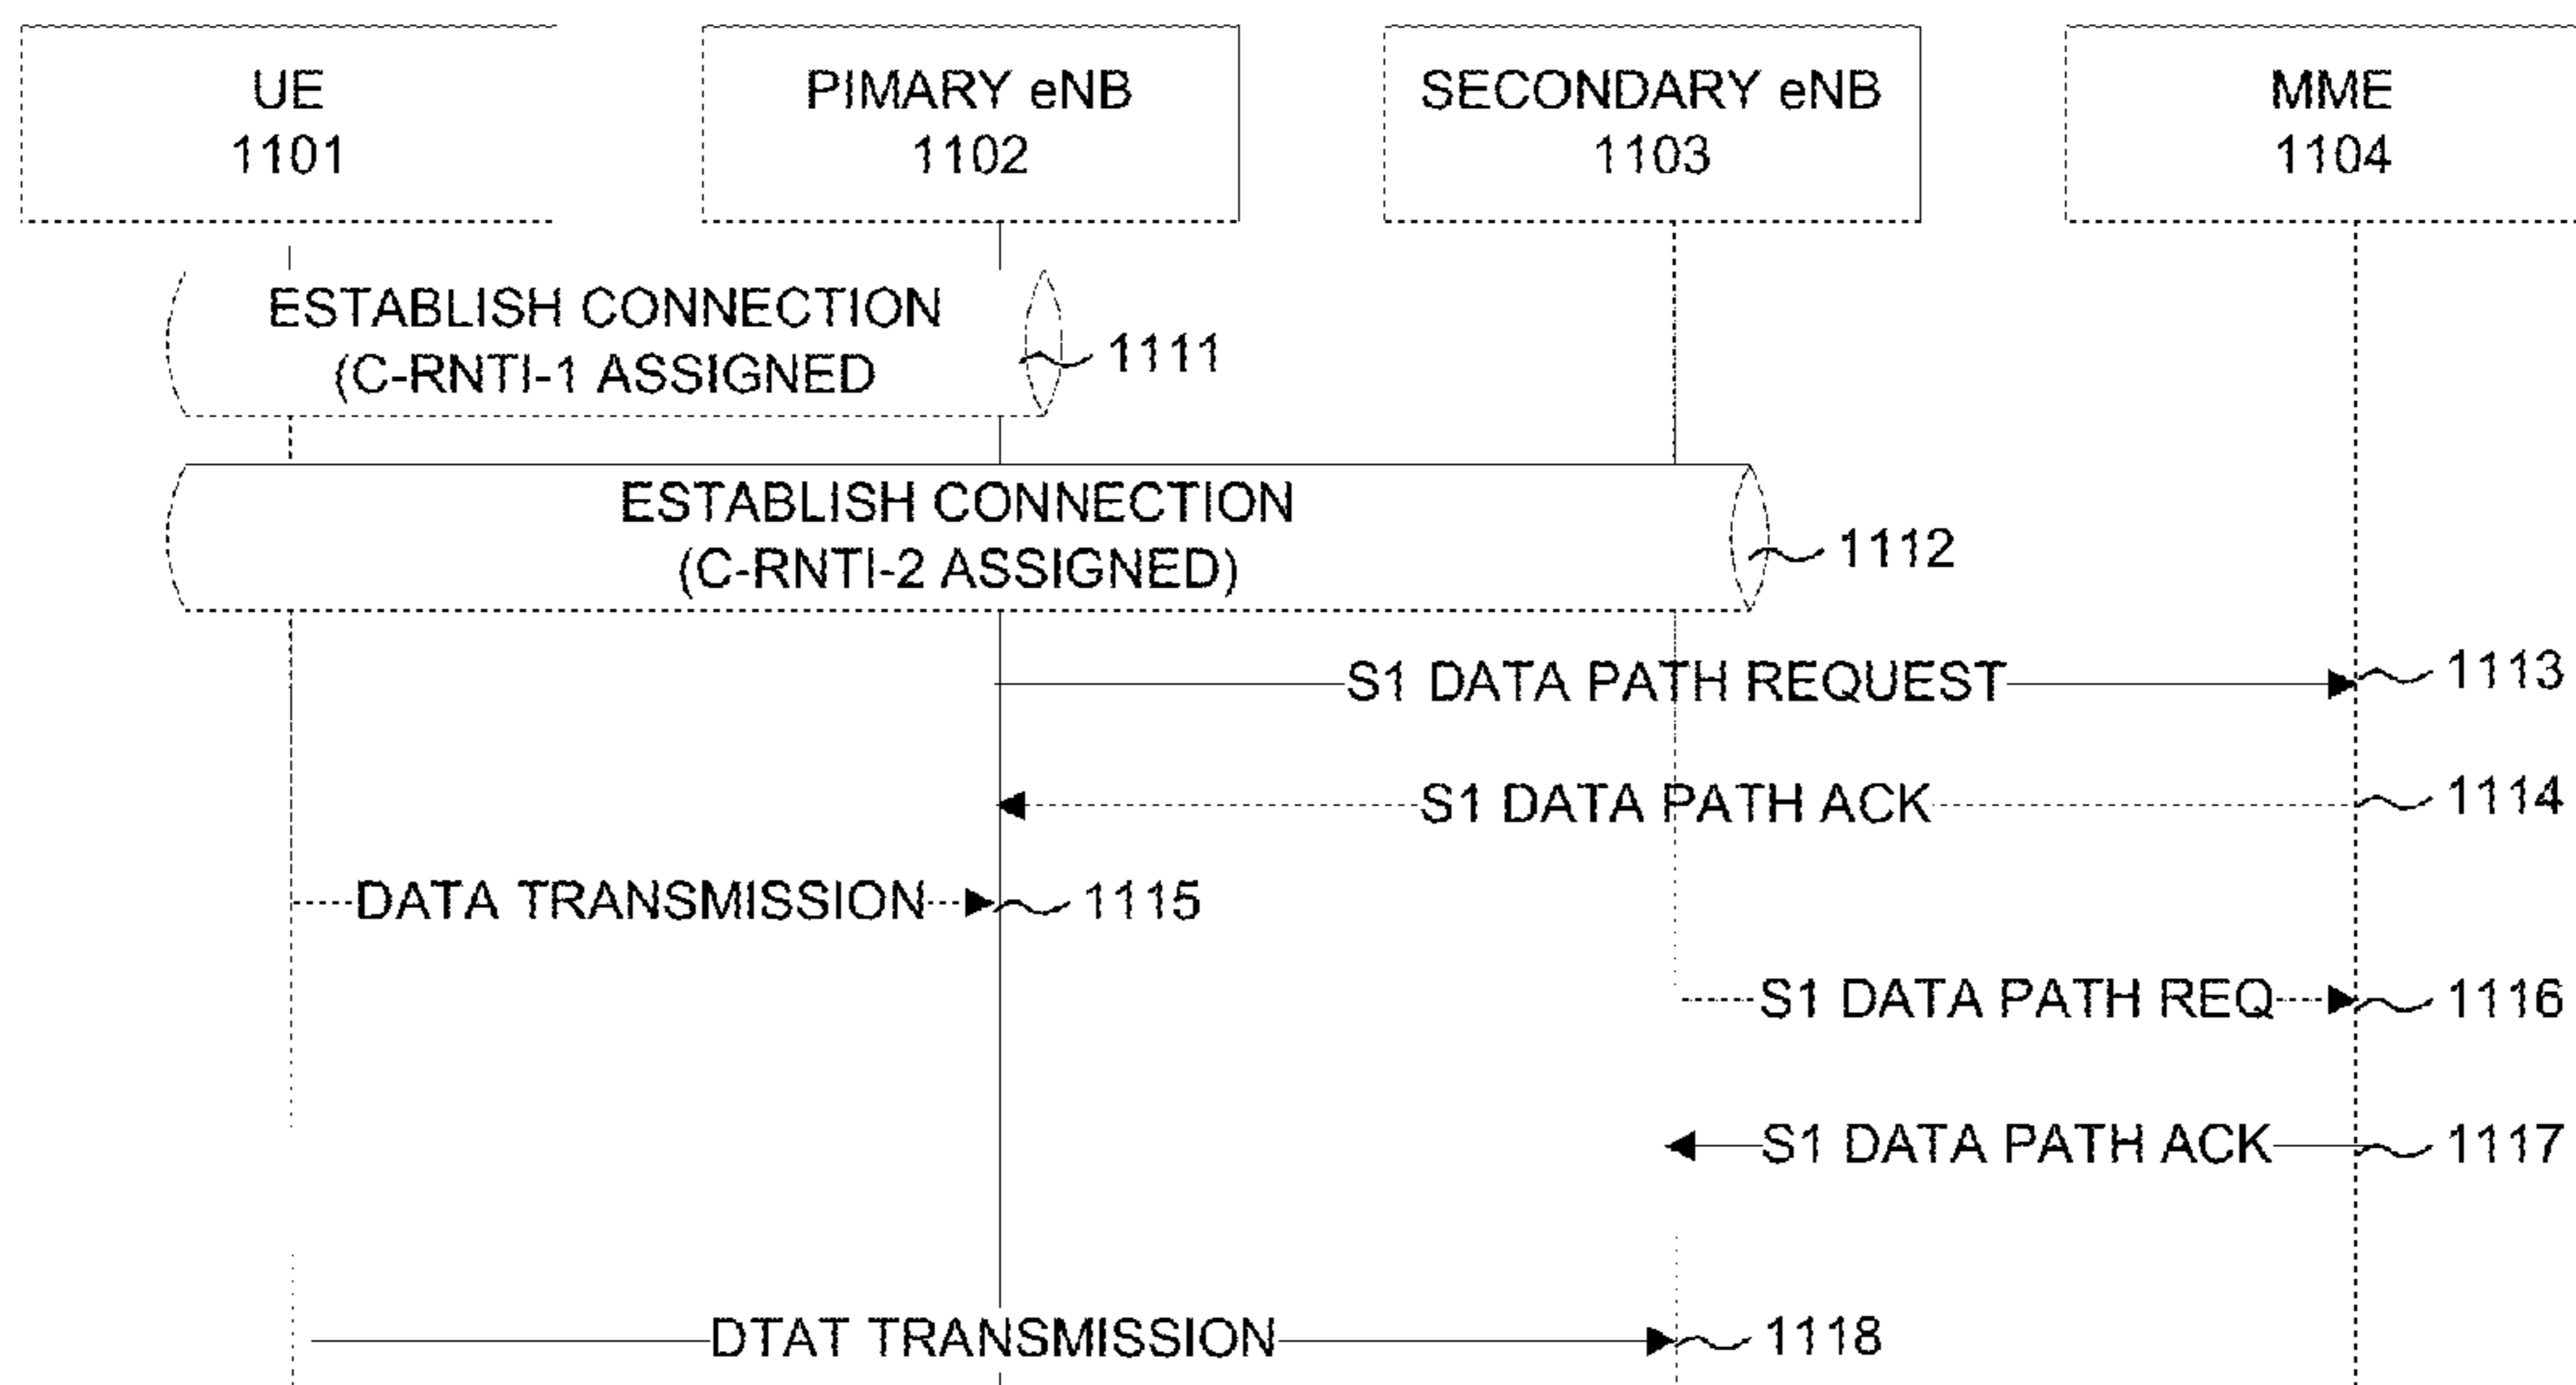 UE
1101
PIMARY eNB
1102
SECONDARY eNB
1103
MME
1104
ESTABLISH CONNECTION
(C-RNTI-1 ASSIGNED
1111
ESTABLISH CONNECTION
(C-RNTI-2 ASSIGNED)
1112
S1 DATA PATH REQUEST
1113
S1 DATA PATH ACK
1114
DATA TRANSMISSION
1115
S1 DATA PATH REQ
1116
S1 DATA PATH ACK
1117
DTAT TRANSMISSION
1118